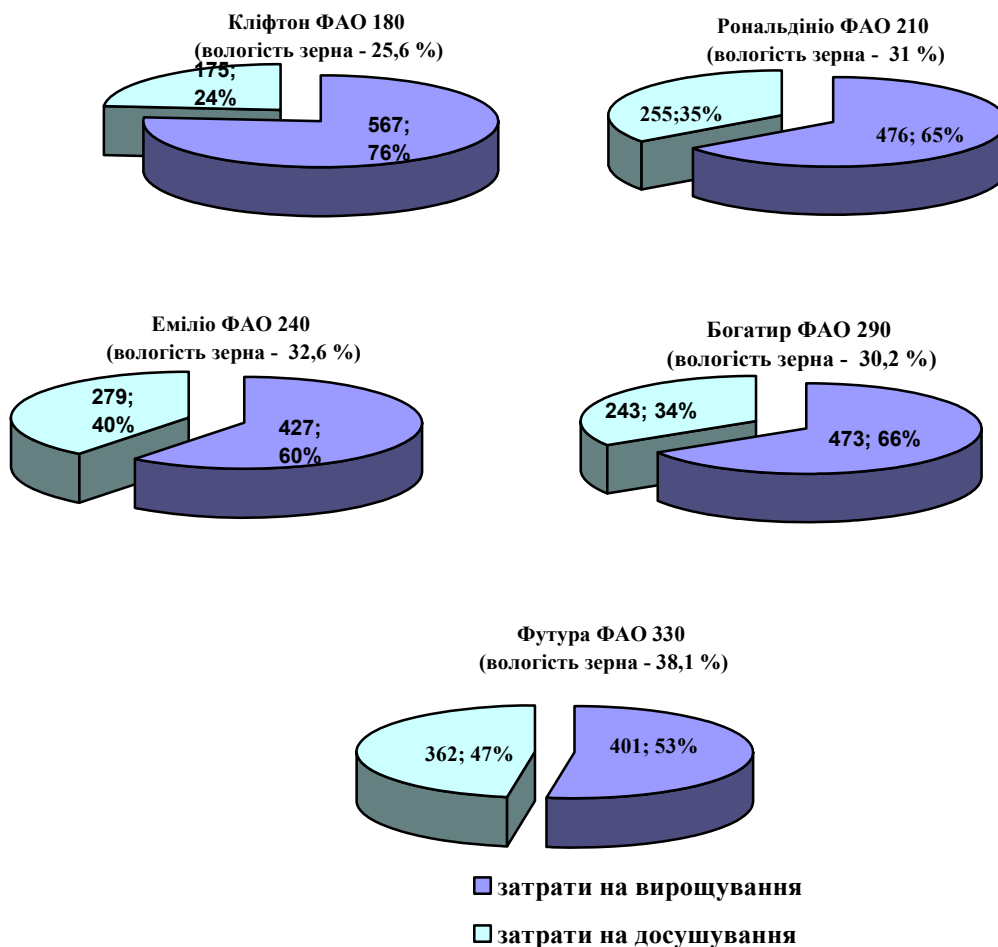 Кліфтон ФАО 180
(вологість зерна - 25,6 %)
175;
24%
567;
76%
Рональдініо ФАО 210
(вологість зерна -  31 %)
255;35%
476; 65%
Еміліо ФАО 240
(вологість зерна -  32,6 %)
279;
40%
427;
60%
Богатир ФАО 290
(вологість зерна -  30,2 %)
243; 34%
473; 66%
Футура ФАО 330
(вологість зерна - 38,1 %)
362; 47%
401; 53%
затрати на вирощування
затрати на досушування